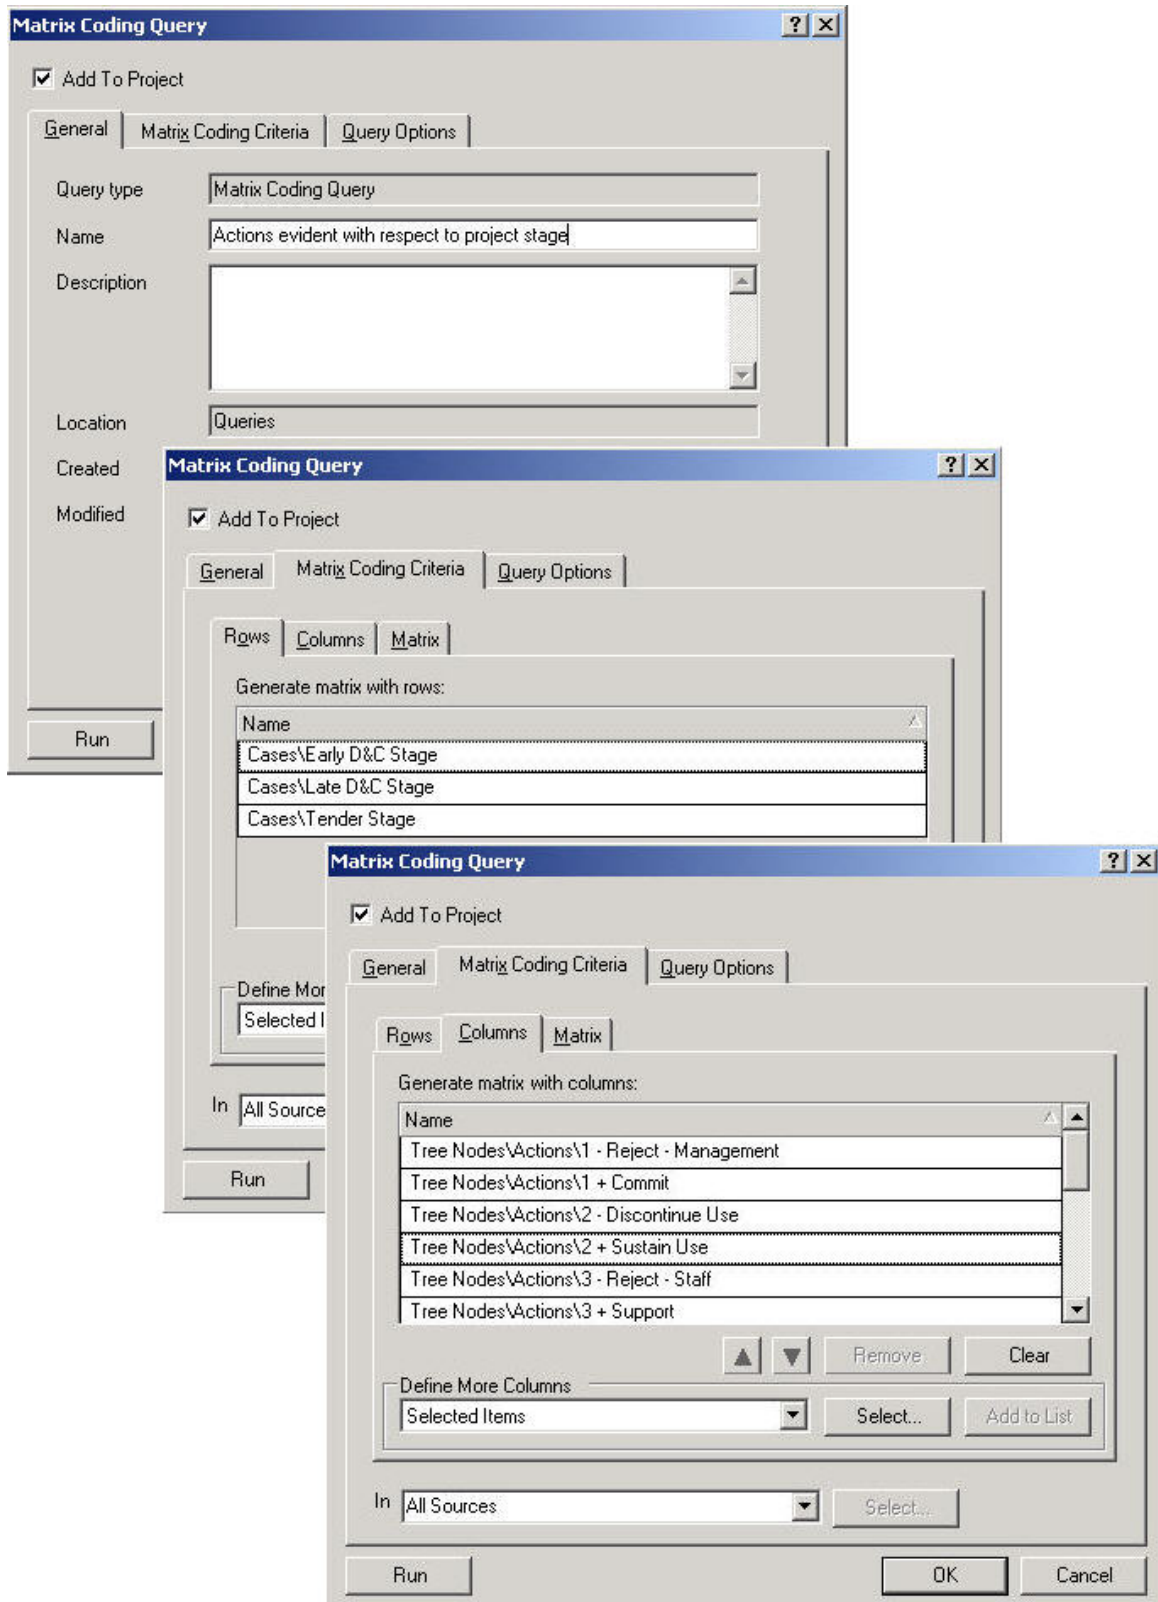 Matrix Coding Query
Add To Project
General Matrix Coding Criteria Query Options
Query type Matrix Coding Query
Name Actions evident with respect to project stage
Description
Location Queries
Created
Modified
Run
Matrix Coding Query
Add To Project
General Matrix Coding Criteria Query Options
Rows Columns Matrix
Generate matrix with rows:
Name
Cases\Early D&C Stage
Cases\Late D&C Stage
Cases\Tender Stage
Define Mor
Selected I
In All Source
Run
Matrix Coding Query
Add To Project
General Matrix Coding Criteria Query Options
Rows Columns Matrix
Generate matrix with columns:
Name
Tree Nodes\Actions\1 - Reject - Management
Tree Nodes\Actions\1 + Commit
Tree Nodes\Actions\2 - Discontinue Use
Tree Nodes\Actions\2 + Sustain Use
Tree Nodes\Actions\3 - Reject - Staff
Tree Nodes\Actions\3 + Support
Remove Clear
Define More Columns
Selected Items Select... Add to List
In All Sources Select...
Run OK Cancel